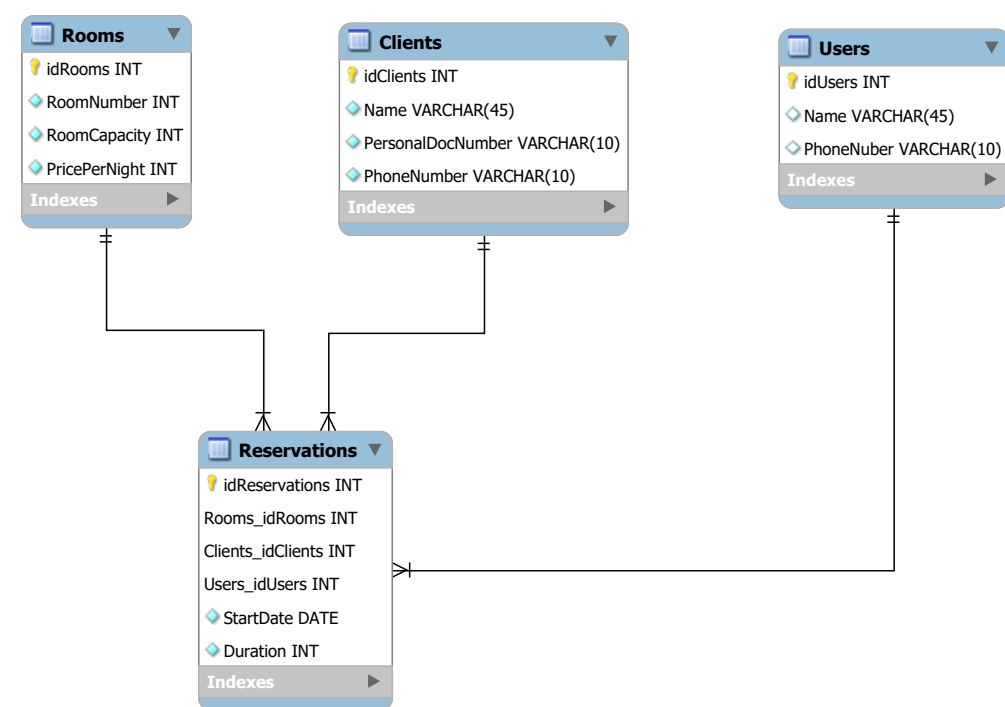 Rooms
idRooms INT
RoomNumber INT
RoomCapacity INT
PricePerNight INT
Indexes
Clients
idClients INT
Name VARCHAR(45)
PersonalDocNumber VARCHAR(10)
PhoneNumber VARCHAR(10)
Indexes
Users
idUsers INT
Name VARCHAR(45)
PhoneNuber VARCHAR(10)
Indexes
Reservations
idReservations INT
Rooms_idRooms INT
Clients_idClients INT
Users_idUsers INT
StartDate DATE
Duration INT
Indexes